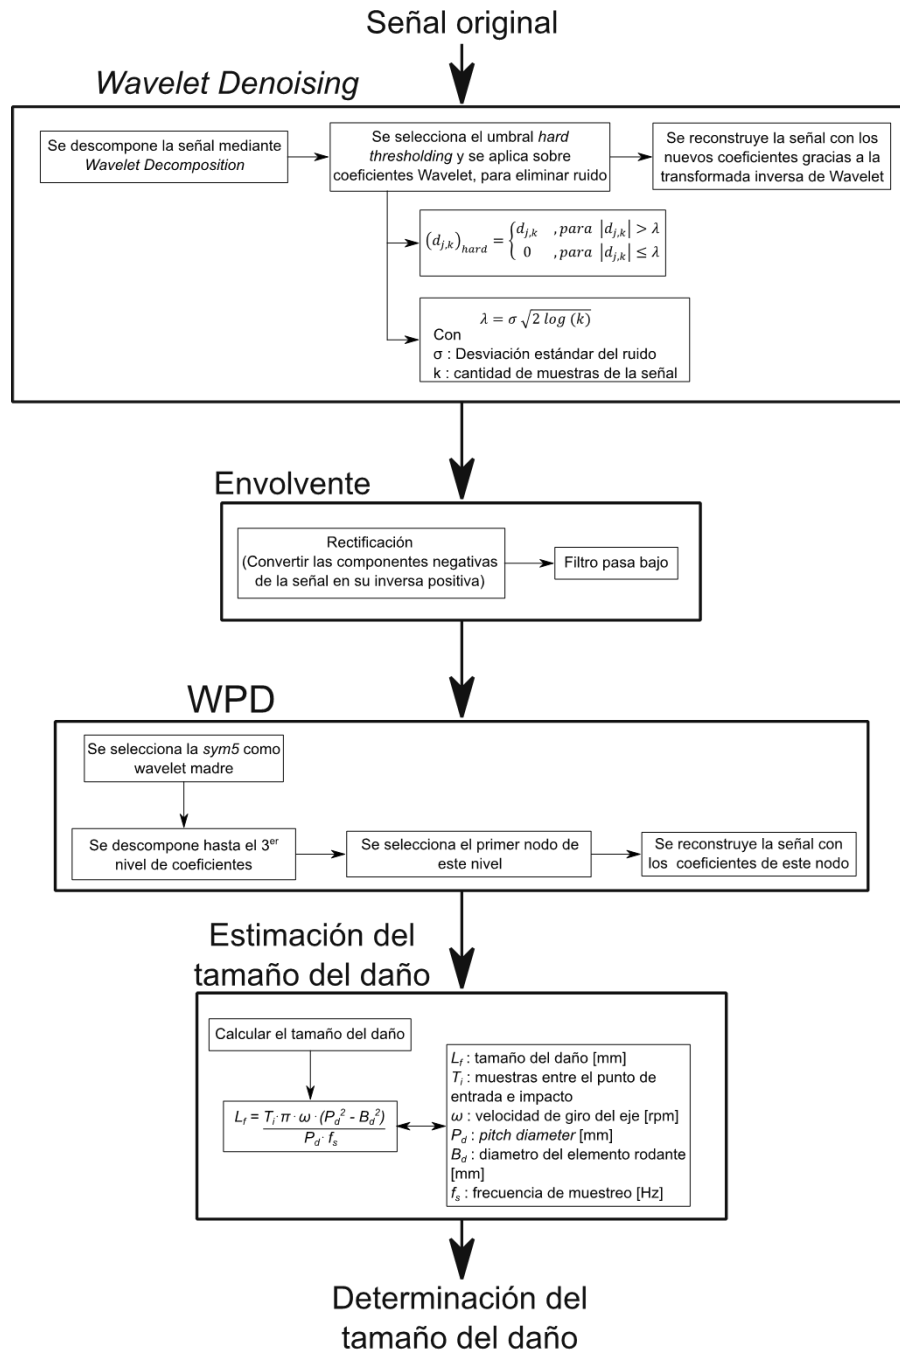 Señal original
Wavelet Denoising
Se descompone la señal mediante
Wavelet Decomposition
Se selecciona el umbral hard
thresholding y se aplica sobre
coeficientes Wavelet, para eliminar ruido
Se reconstruye la señal con los
nuevos coeficientes gracias a la
transformada inversa de Wavelet
(d_{j,k})_{hard} = { d_{j,k} , para |d_{j,k}| > λ
0 , para |d_{j,k}| ≤ λ
λ = σ √(2 log (k))
Con
σ : Desviación estándar del ruido
k : cantidad de muestras de la señal
Envolvente
Rectificación
(Convertir las componentes negativas
de la señal en su inversa positiva)
Filtro pasa bajo
WPD
Se selecciona la sym5 como
wavelet madre
Se descompone hasta el 3er
nivel de coeficientes
Se selecciona el primer nodo de
este nivel
Se reconstruye la señal con
los coeficientes de este nodo
Estimación del
tamaño del daño
Calcular el tamaño del daño
L_f = T_i · π · ω · (P_d² - B_d²)
P_d · f_s
L_f : tamaño del daño [mm]
T_i : muestras entre el punto de
entrada e impacto
ω : velocidad de giro del eje [rpm]
P_d : pitch diameter [mm]
B_d : diametro del elemento rodante
[mm]
f_s : frecuencia de muestreo [Hz]
Determinación del
tamaño del daño